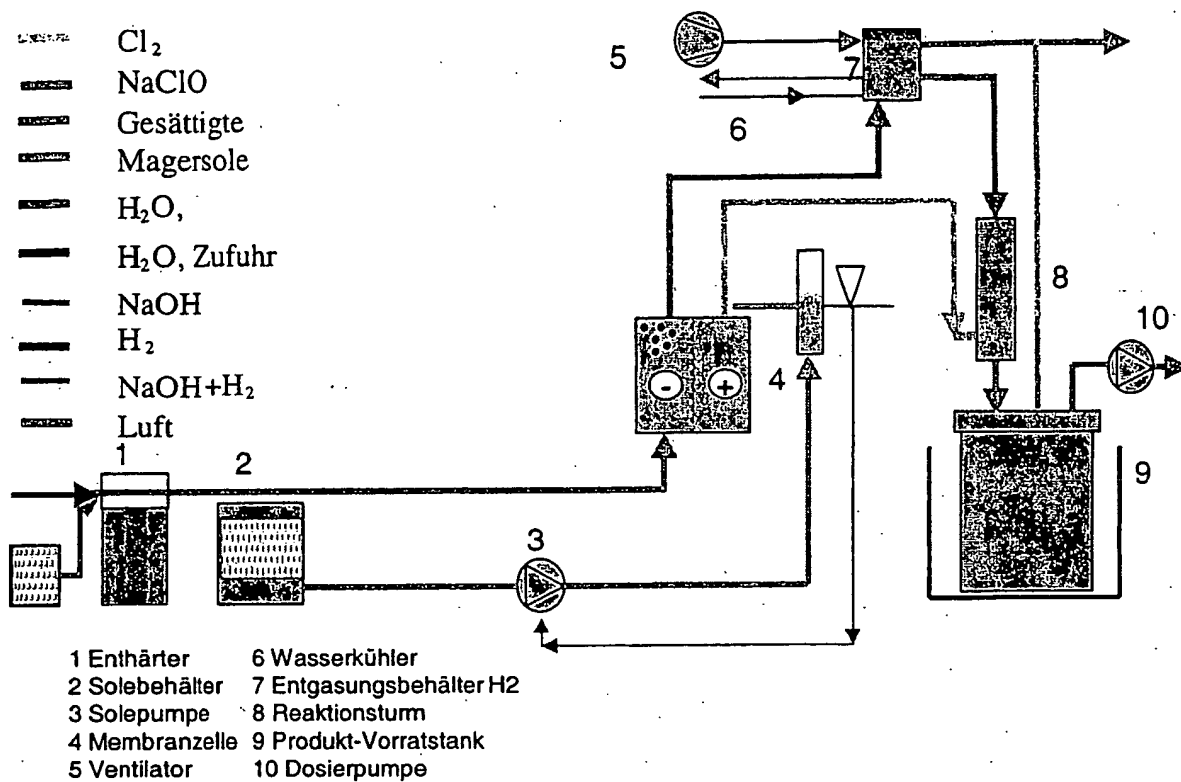 Cl₂
NaClO
Gesättigte
Magersole
H₂O,
H₂O, Zufuhr
NaOH
H₂
NaOH+H₂
Luft
1
2
3
4
5
6
7
8
9
10
-
+
1 Enthärter
2 Solebehälter
3 Solepumpe
4 Membranzelle
5 Ventilator
6 Wasserkühler
7 Entgasungsbehälter H2
8 Reaktionsturm
9 Produkt-Vorratstank
10 Dosierpumpe